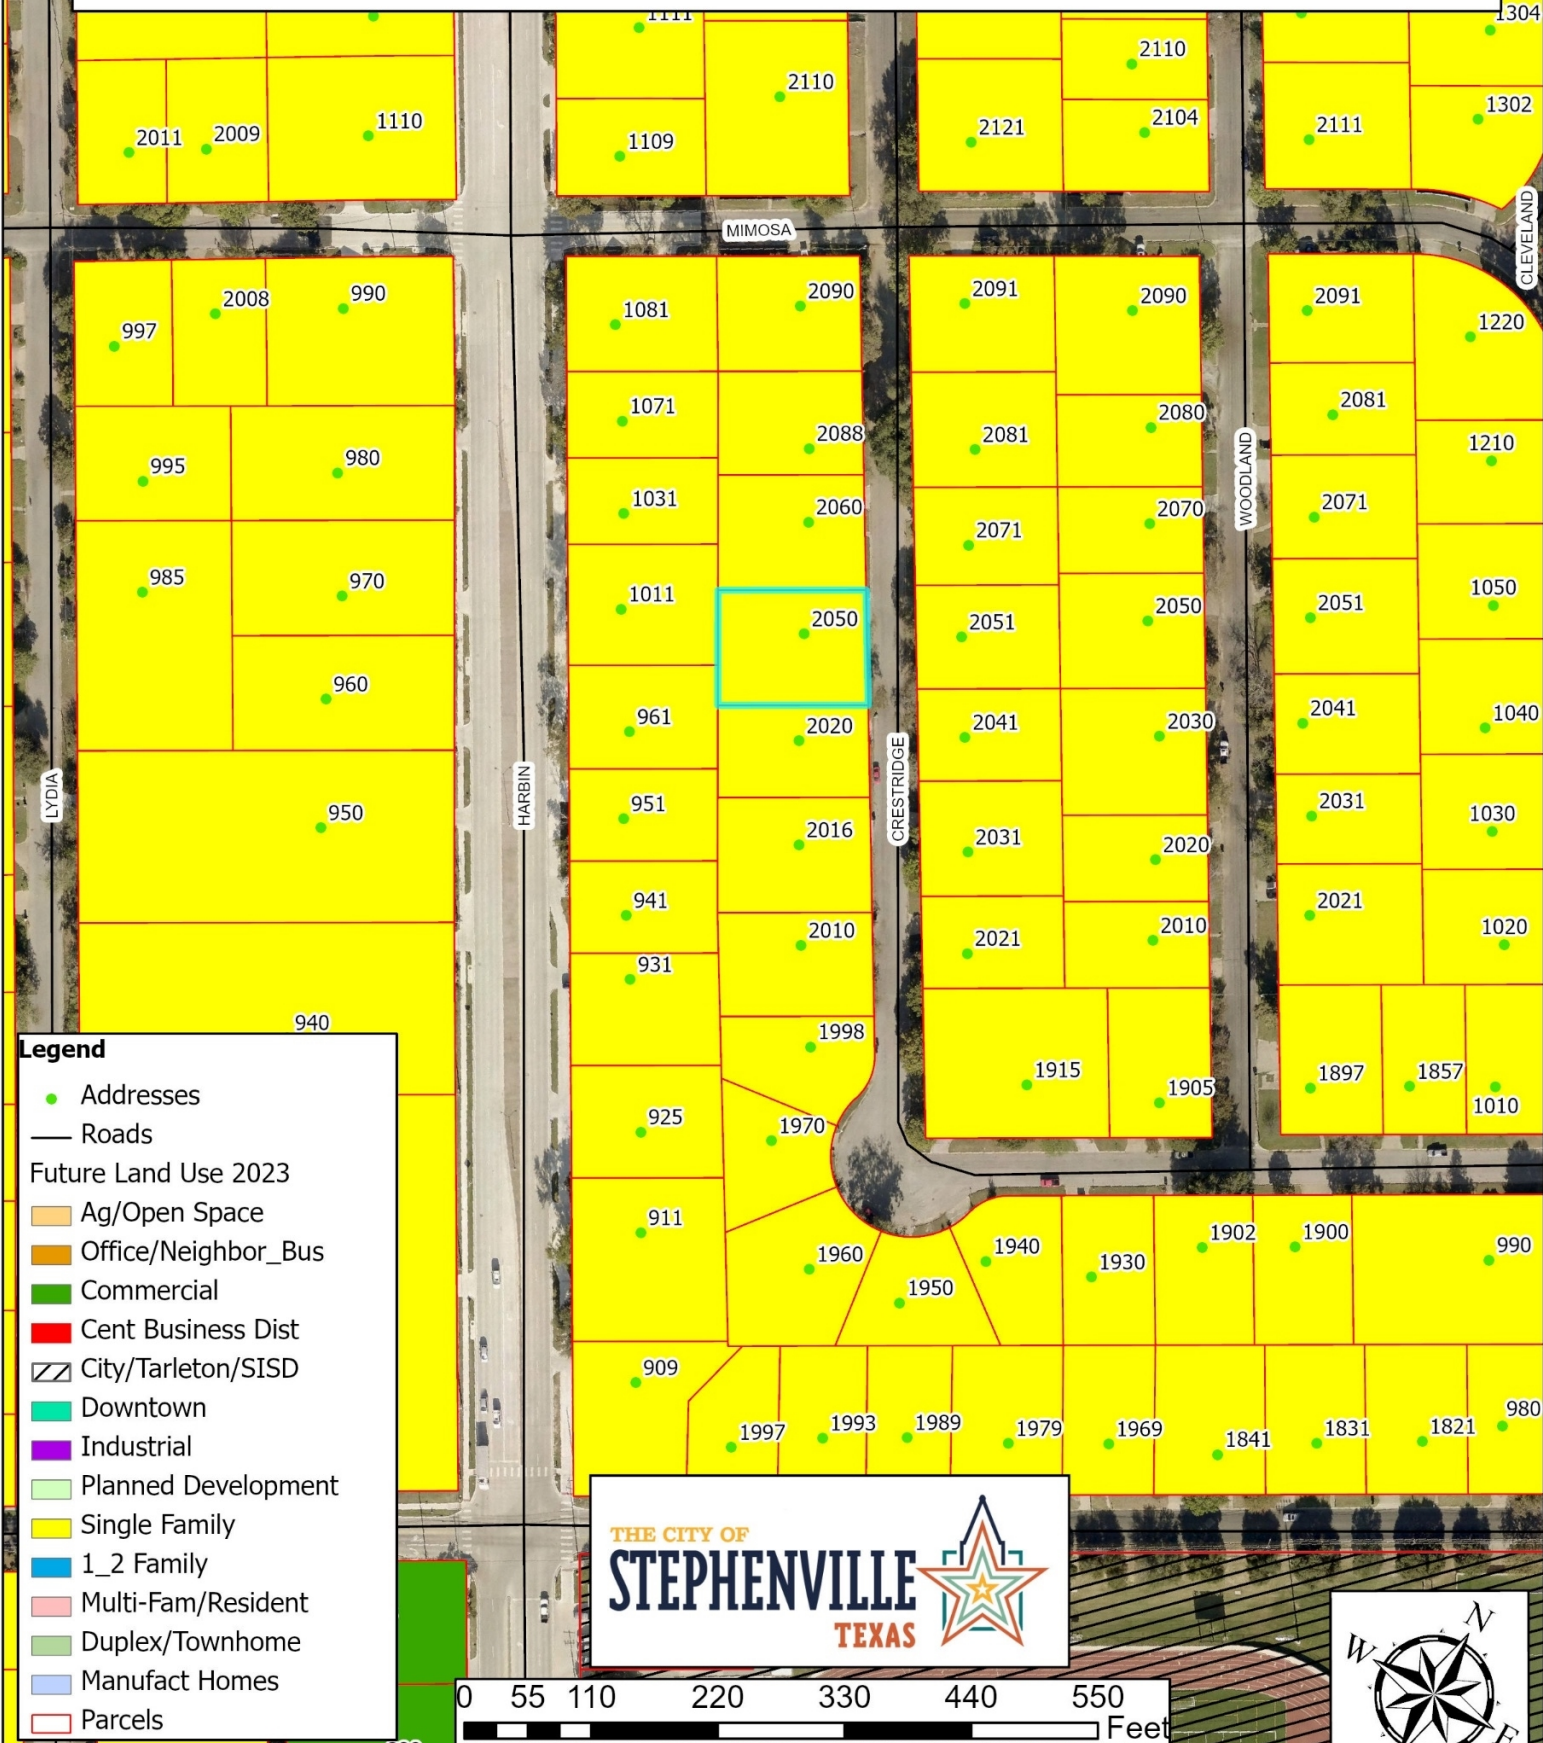 1111
1304
2110
2110
2011
2009
1110
1109
2121
2104
2111
1302
MIMOSA
CLEVELAND
997
2008
990
1081
2090
2091
2090
2091
1220
1071
2088
2081
2080
2081
1210
995
980
1031
2060
2071
2070
WOODLAND
2071
985
970
1011
2050
2051
2050
2051
1050
960
961
2020
2041
2030
2041
1040
LYDIA
950
HARBIN
951
2016
CRESTRIDGE
2031
2020
2031
1030
941
2010
2021
2010
2021
1020
931
940
1998
1915
1905
1897
1857
1010
925
1970
911
1960
1950
1940
1930
1902
1900
990
909
1997
1993
1989
1979
1969
1841
1831
1821
980
Legend
Addresses
Roads
Future Land Use 2023
Ag/Open Space
Office/Neighbor_Bus
Commercial
Cent Business Dist
City/Tarleton/SISD
Downtown
Industrial
Planned Development
Single Family
1_2 Family
Multi-Fam/Resident
Duplex/Townhome
Manufact Homes
Parcels
THE CITY OF
STEPHENVILLE
TEXAS
0 55 110 220 330 440 550
Feet
N
W
E